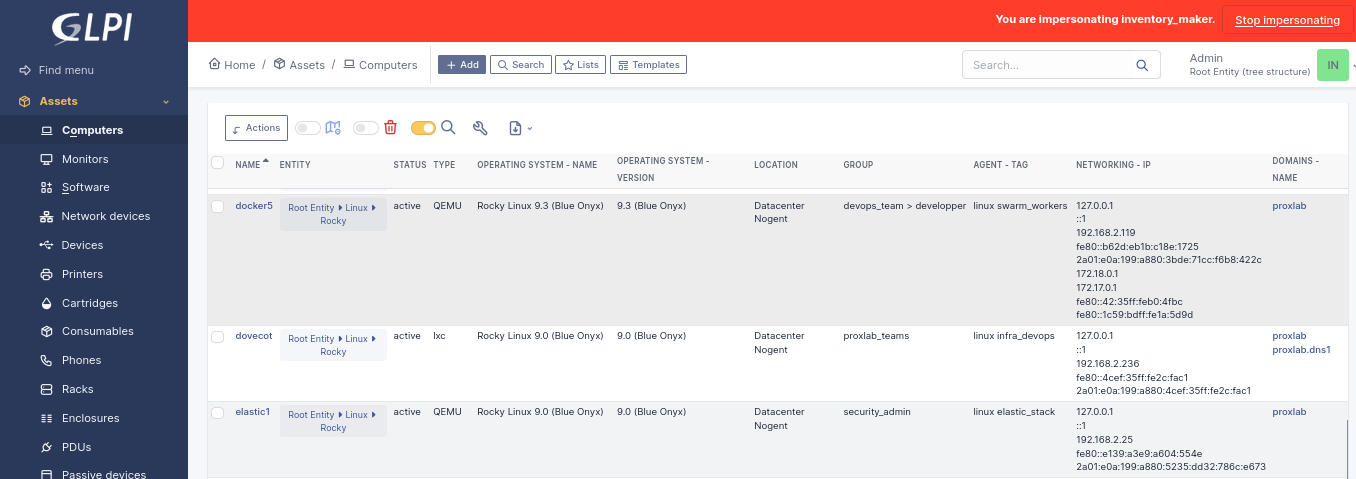 You are impersonating inventory_maker. Stop impersonating
GLPI
Find menu
Assets
Computers
Monitors
Software
Network devices
Devices
Printers
Cartridges
Consumables
Phones
Racks
Enclosures
PDUs
Passive devices
Home / Assets / Computers
Add Search Lists Templates
Search...
Admin
Root Entity (tree structure)
IN
Actions
NAME ENTITY STATUS TYPE OPERATING SYSTEM - NAME OPERATING SYSTEM - VERSION LOCATION GROUP AGENT - TAG NETWORKING - IP DOMAINS - NAME
docker5 Root Entity Linux Rocky active QEMU Rocky Linux 9.3 (Blue Onyx) 9.3 (Blue Onyx) Datacenter Nogent devops_team > developper linux swarm_workers 127.0.0.1 proxlab
::1
192.168.2.119
fe80::b62d:eb1b:c18e:1725
2a01:e0a:199:a880:3bde:71cc:f6b8:422c
172.18.0.1
172.17.0.1
fe80::42:35ff:feb0:4fbc
fe80::1c59:bdff:fe1a:5d9d
dovecot Root Entity Linux Rocky active lxc Rocky Linux 9.0 (Blue Onyx) 9.0 (Blue Onyx) Datacenter Nogent proxlab_teams linux infra_devops 127.0.0.1 proxlab
::1 proxlab.dns1
192.168.2.236
fe80::4cef:35ff:fe2c:fac1
2a01:e0a:199:a880:4cef:35ff:fe2c:fac1
elastic1 Root Entity Linux Rocky active QEMU Rocky Linux 9.0 (Blue Onyx) 9.0 (Blue Onyx) Datacenter Nogent security_admin linux elastic_stack 127.0.0.1 proxlab
::1
192.168.2.25
fe80::e139:a3e9:a604:554e
2a01:e0a:199:a880:5235:dd32:786c:e673